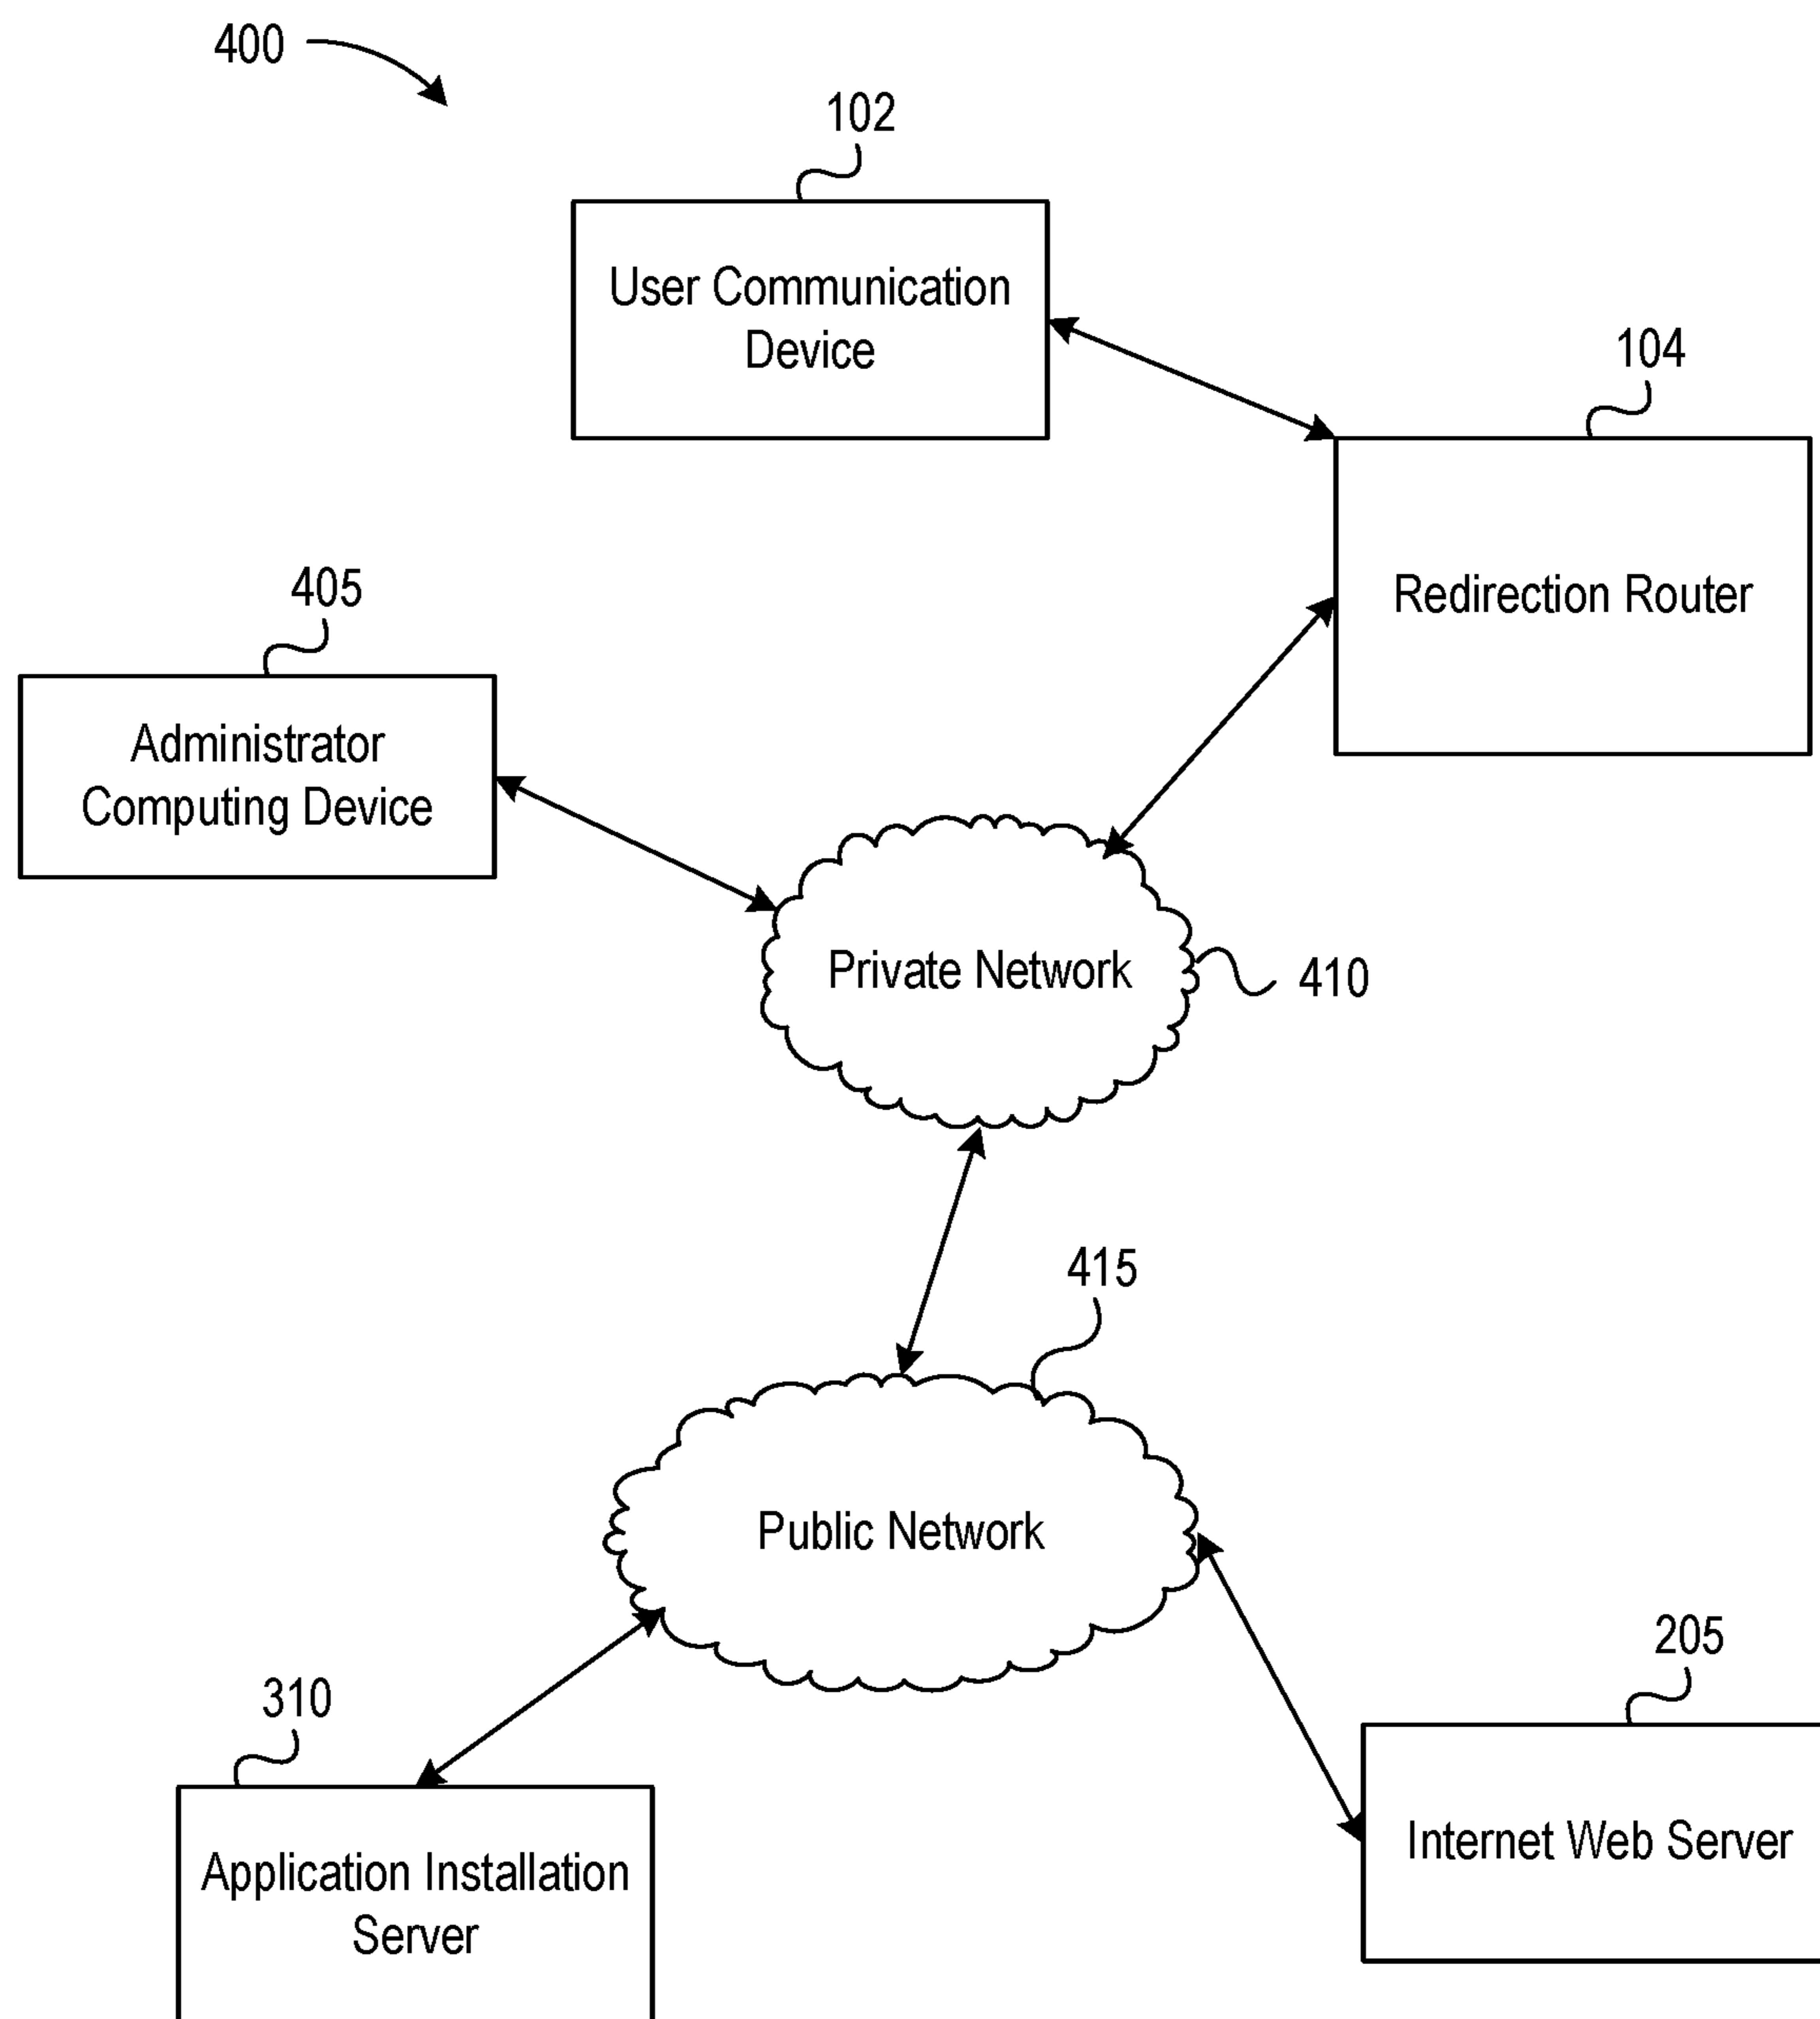 400
102
User Communication
Device
104
Redirection Router
405
Administrator
Computing Device
Private Network
410
415
Public Network
205
Internet Web Server
310
Application Installation
Server